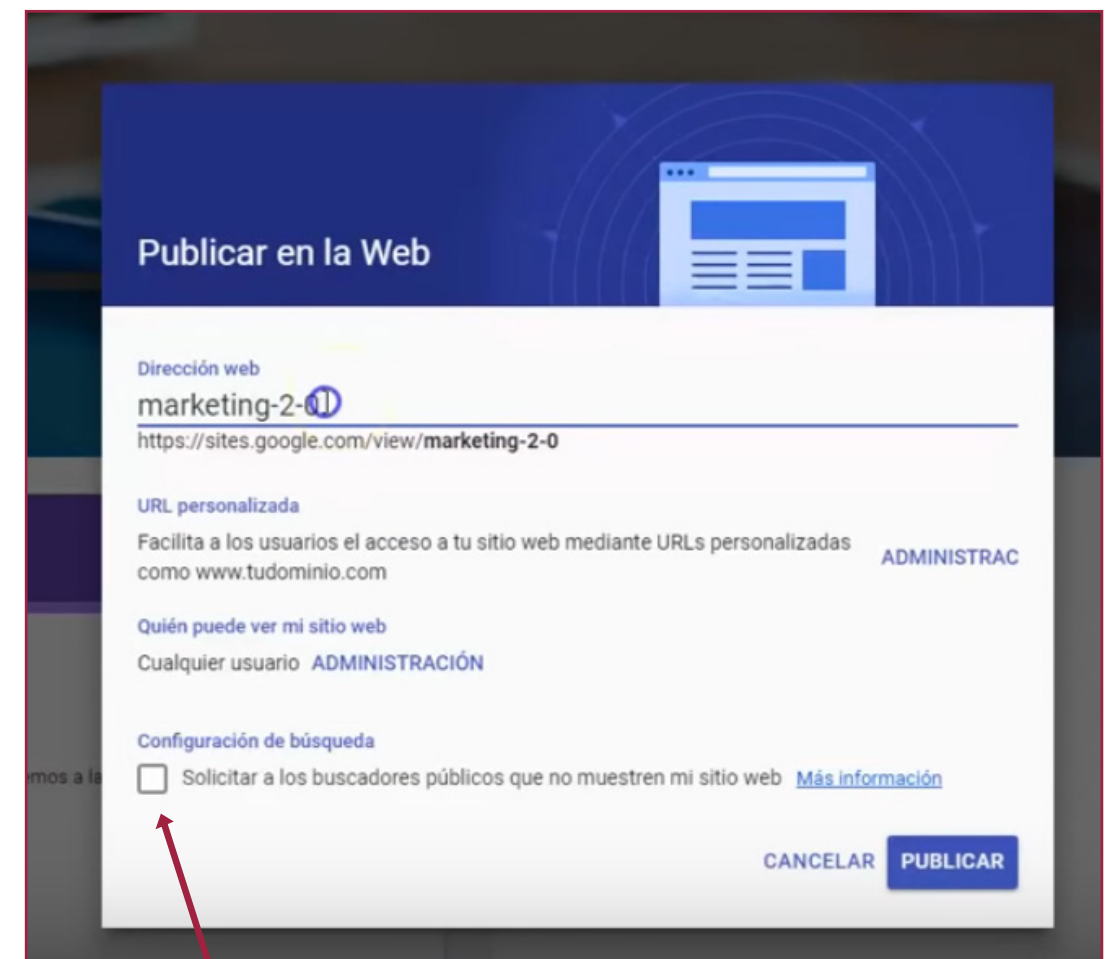 Publicar en la Web
Dirección web
marketing-2-0
https://sites.google.com/view/marketing-2-0
URL personalizada
Facilita a los usuarios el acceso a tu sitio web mediante URLs personalizadas
como www.tudominio.com
ADMINISTRAC
Quién puede ver mi sitio web
Cualquier usuario ADMINISTRACIÓN
Configuración de búsqueda
emos a la
Solicitar a los buscadores públicos que no muestren mi sitio web Más información
CANCELAR PUBLICAR